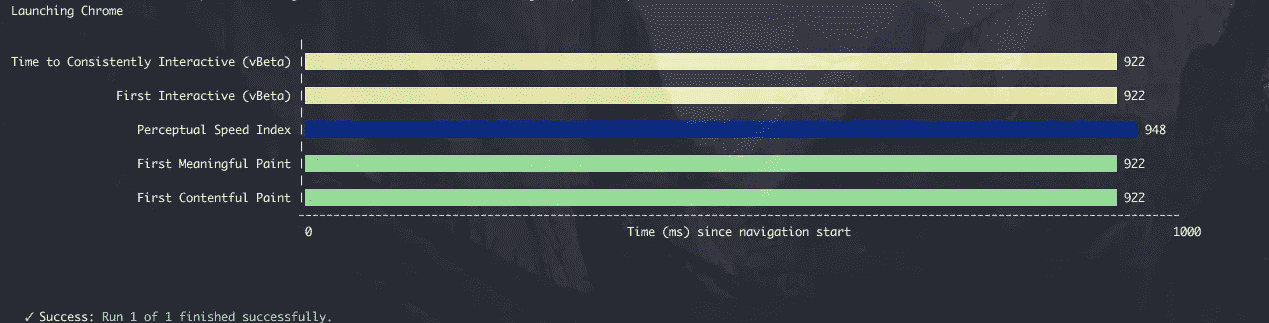 Launching Chrome
Time to Consistently Interactive (vBeta) 922
First Interactive (vBeta) 922
Perceptual Speed Index 948
First Meaningful Paint 922
First Contentful Paint 922
0 Time (ms) since navigation start 1000
✓ Success: Run 1 of 1 finished successfully.